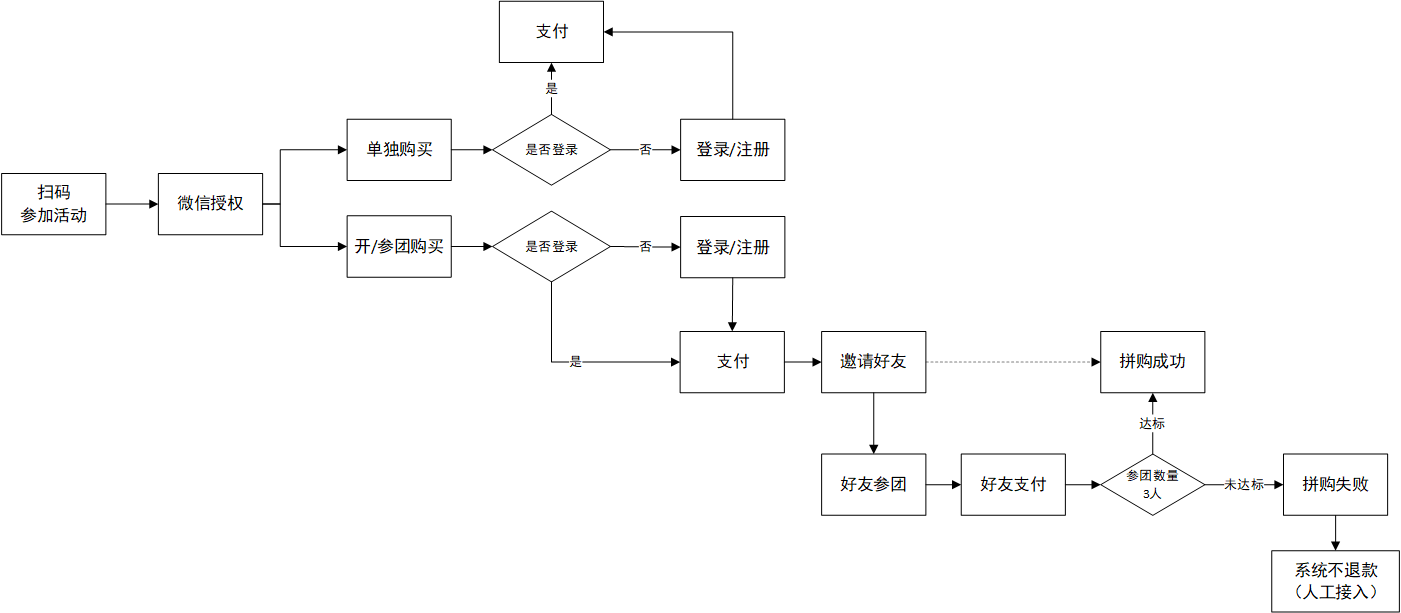 支付
是
单独购买
是否登录
否
登录/注册
扫码
参加活动
微信授权
开/参团购买
是否登录
否
登录/注册
是
支付
邀请好友
拼购成功
达标
好友参团
好友支付
参团数量
3人
未达标
拼购失败
系统不退款
（人工接入）